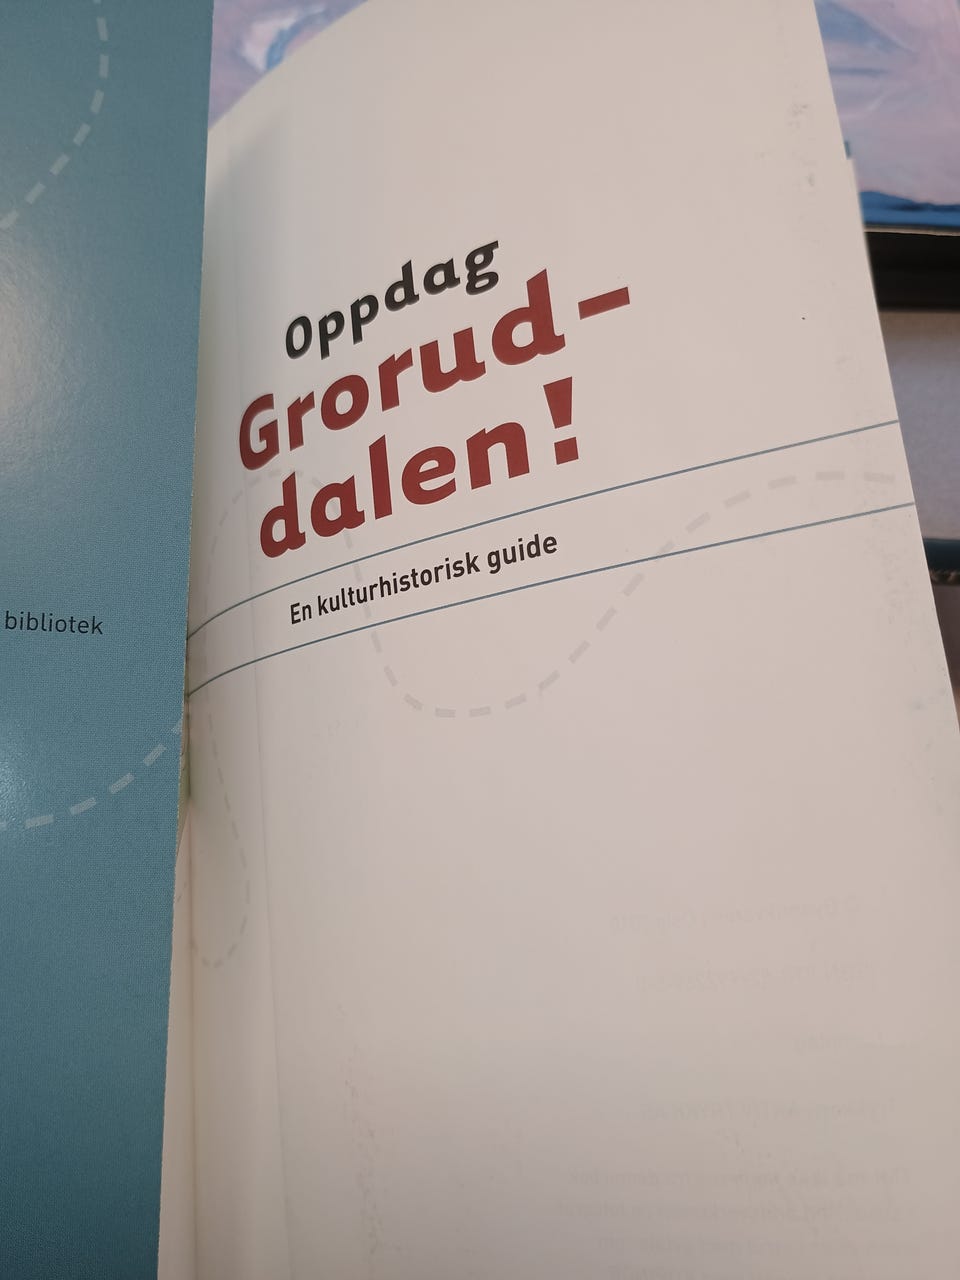 bibliotek
Oppdag
Grorud-
dalen!
En kulturhistorisk guide